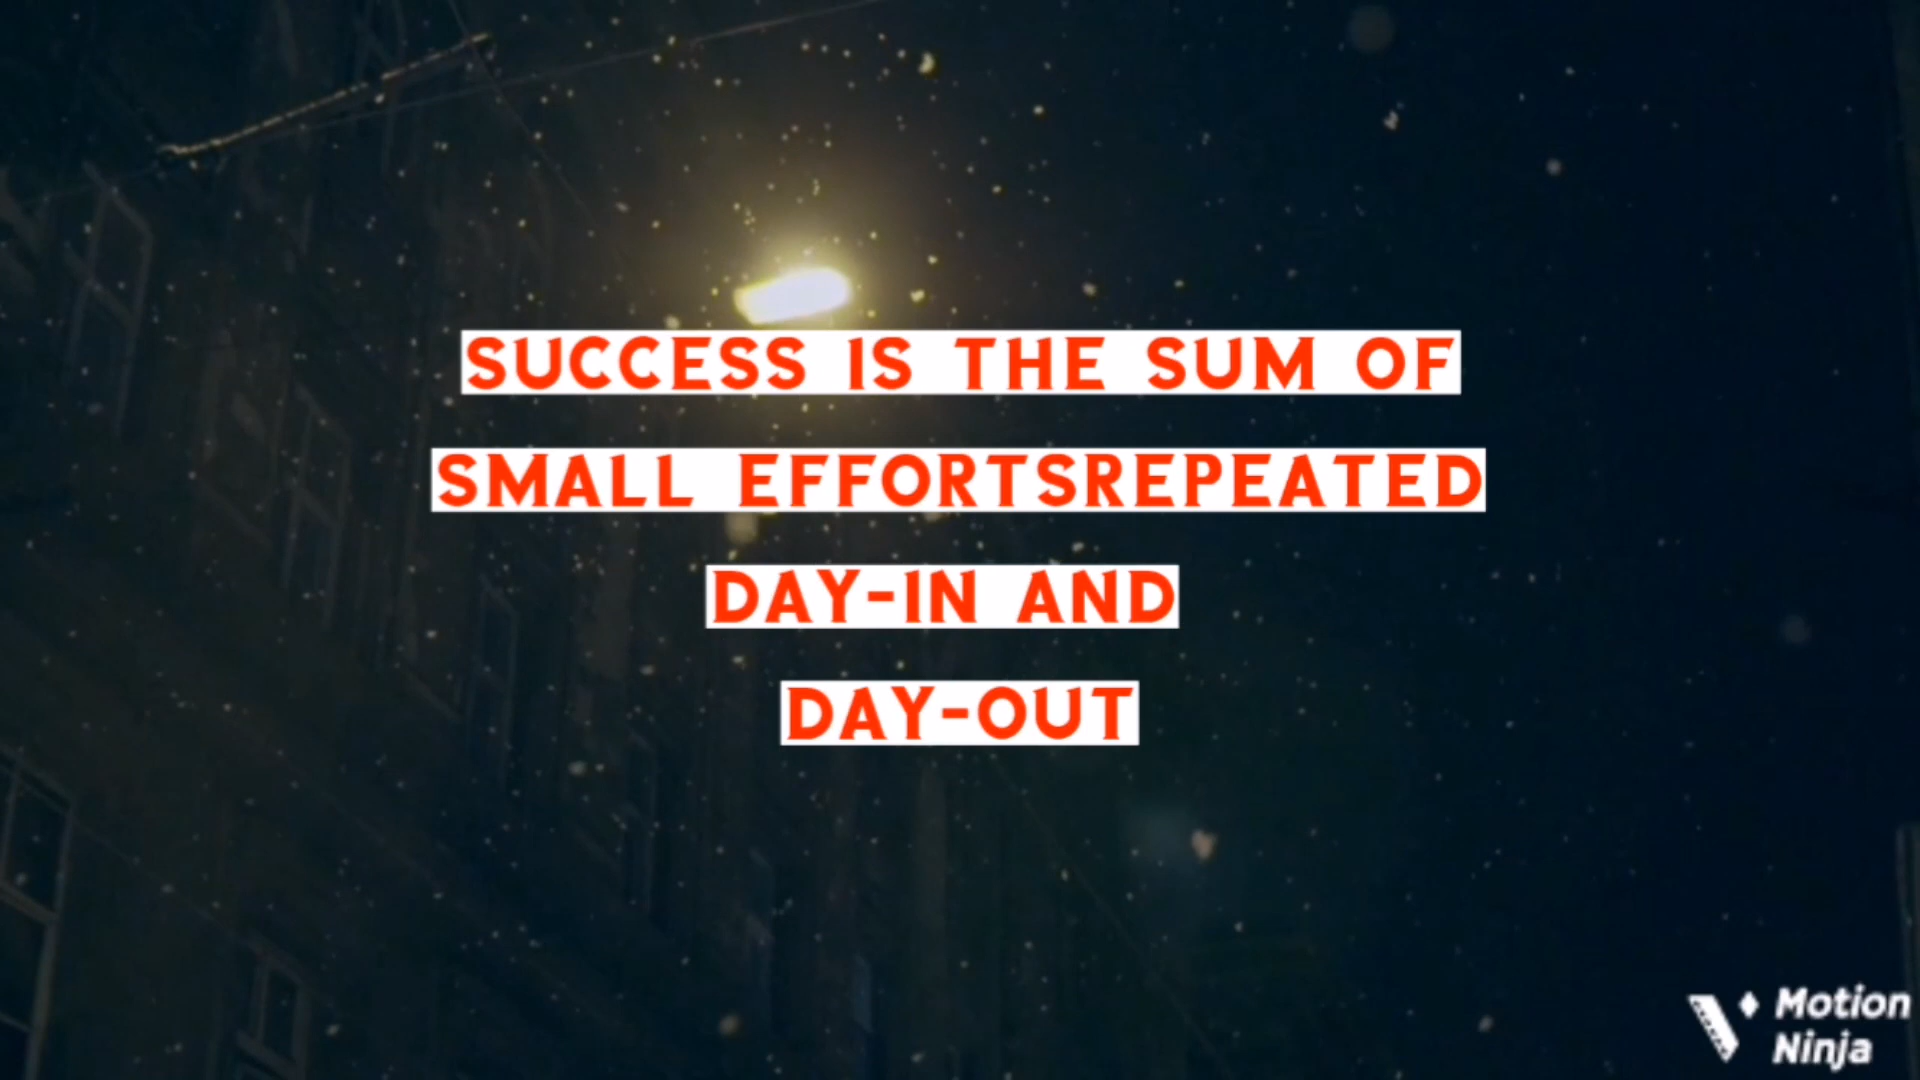 SUCCESS IS THE SUM OF
SMALL EFFORTSREPEATED
DAY-IN AND
DAY-OUT
Motion
Ninja